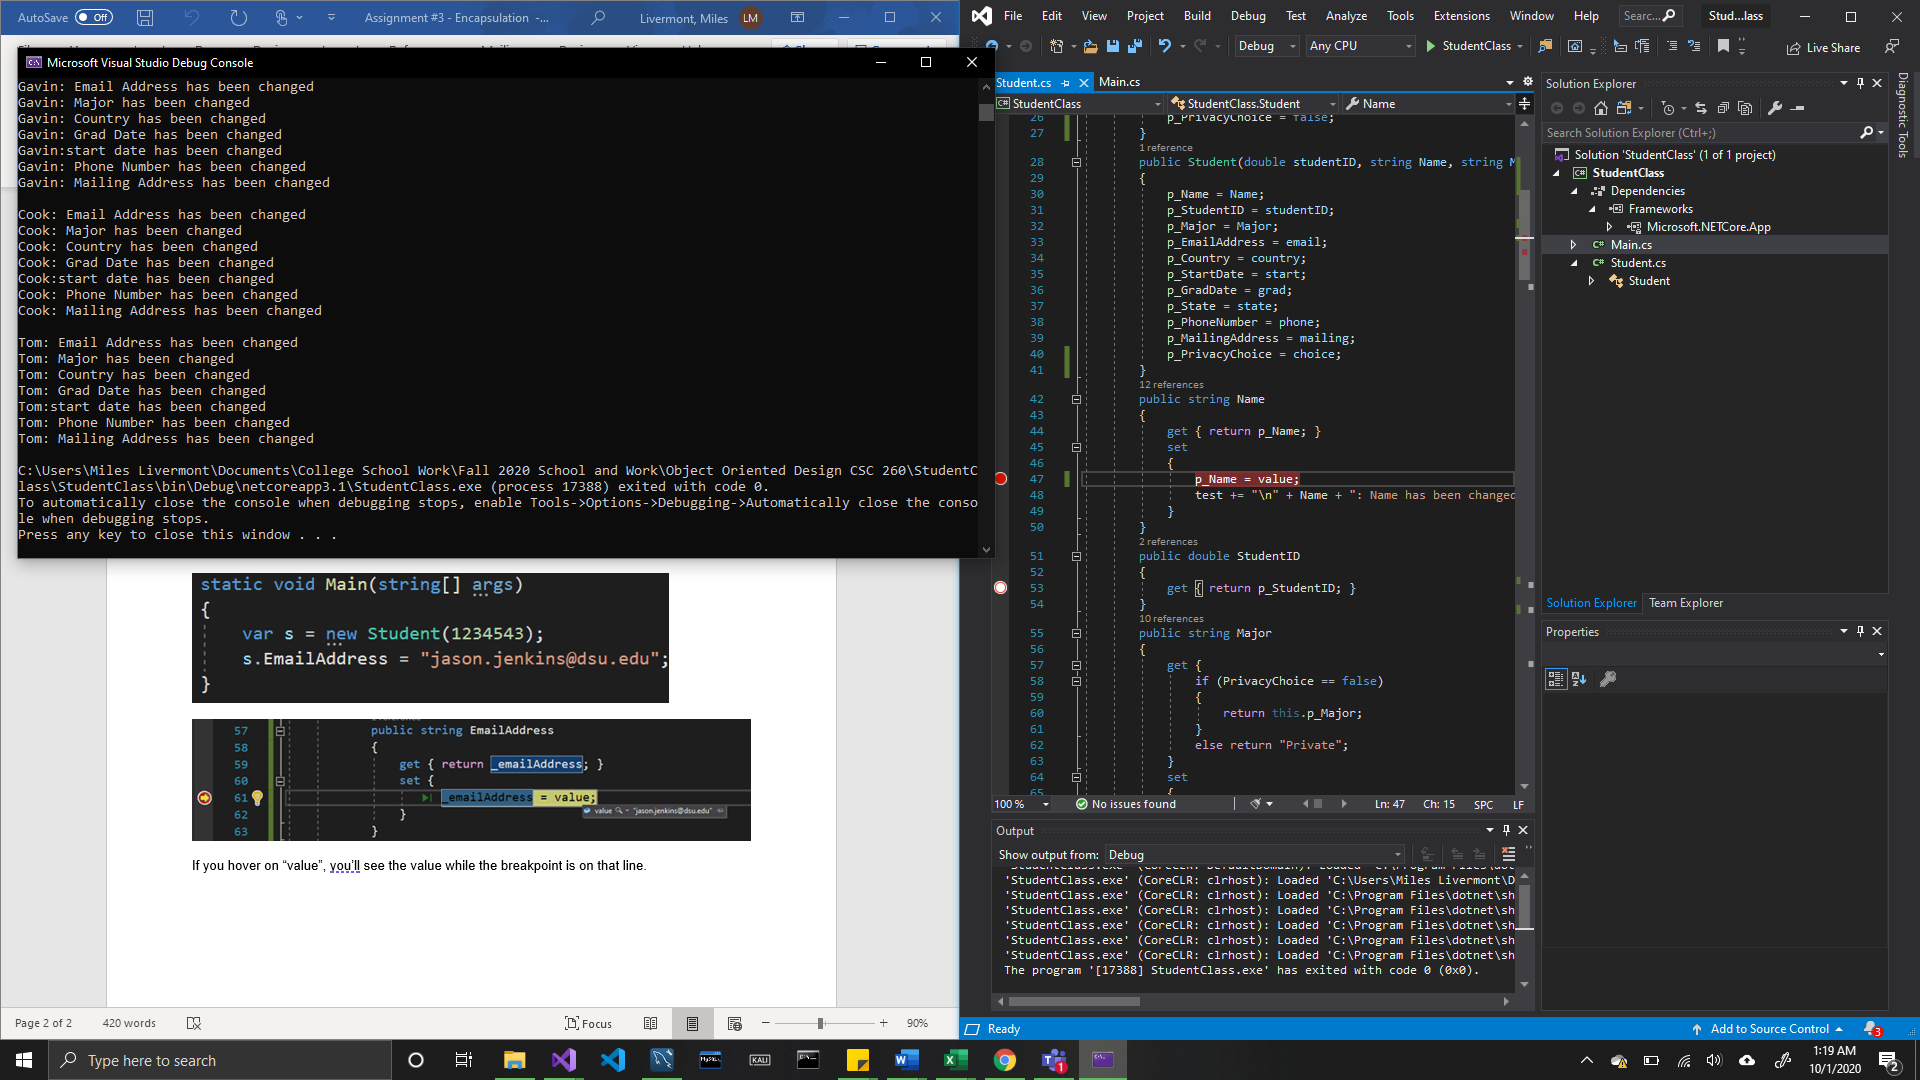 AutoSave Off Assignment #3 - Encapsulation -... Livermont, Miles LM
Microsoft Visual Studio Debug Console
Gavin: Email Address has been changed
Gavin: Major has been changed
Gavin: Country has been changed
Gavin: Grad Date has been changed
Gavin:start date has been changed
Gavin: Phone Number has been changed
Gavin: Mailing Address has been changed
Cook: Email Address has been changed
Cook: Major has been changed
Cook: Country has been changed
Cook: Grad Date has been changed
Cook:start date has been changed
Cook: Phone Number has been changed
Cook: Mailing Address has been changed
Tom: Email Address has been changed
Tom: Major has been changed
Tom: Country has been changed
Tom: Grad Date has been changed
Tom:start date has been changed
Tom: Phone Number has been changed
Tom: Mailing Address has been changed
C:\Users\Miles Livermont\Documents\College School Work\Fall 2020 School and Work\Object Oriented Design CSC 260\StudentC
lass\StudentClass\bin\Debug\netcoreapp3.1\StudentClass.exe (process 17388) exited with code 0.
To automatically close the console when debugging stops, enable Tools->Options->Debugging->Automatically close the conso
le when debugging stops.
Press any key to close this window . . .
static void Main(string[] args)
{
var s = new Student(1234543);
s.EmailAddress = "jason.jenkins@dsu.edu";
}
57 public string EmailAddress
58 {
59 get { return _emailAddress; }
60 set {
61 _emailAddress = value;
value "jason.jenkins@dsu.edu"
62 }
63 }
If you hover on “value”, you’ll see the value while the breakpoint is on that line.
Page 2 of 2 420 words Focus 90%
File Edit View Project Build Debug Test Analyze Tools Extensions Window Help Searc... Stud...lass
Debug Any CPU StudentClass Live Share
Student.cs Main.cs
StudentClass StudentClass.Student Name
26 p_PrivacyChoice = false;
27 }
1 reference
28 public Student(double studentID, string Name, string M
29 {
30 p_Name = Name;
31 p_StudentID = studentID;
32 p_Major = Major;
33 p_EmailAddress = email;
34 p_Country = country;
35 p_StartDate = start;
36 p_GradDate = grad;
37 p_State = state;
38 p_PhoneNumber = phone;
39 p_MailingAddress = mailing;
40 p_PrivacyChoice = choice;
41 }
12 references
42 public string Name
43 {
44 get { return p_Name; }
45 set
46 {
47 p_Name = value;
48 test += "\n" + Name + ": Name has been changed
49 }
50 }
2 references
51 public double StudentID
52 {
53 get { return p_StudentID; }
54 }
10 references
55 public string Major
56 {
57 get {
58 if (PrivacyChoice == false)
59 {
60 return this.p_Major;
61 }
62 else return "Private";
63 }
64 set
65 {
100 % No issues found Ln: 47 Ch: 15 SPC LF
Output
Show output from: Debug
'StudentClass.exe' (CoreCLR: clrhost): Loaded 'C:\Users\Miles Livermont\D
'StudentClass.exe' (CoreCLR: clrhost): Loaded 'C:\Program Files\dotnet\sh
'StudentClass.exe' (CoreCLR: clrhost): Loaded 'C:\Program Files\dotnet\sh
'StudentClass.exe' (CoreCLR: clrhost): Loaded 'C:\Program Files\dotnet\sh
'StudentClass.exe' (CoreCLR: clrhost): Loaded 'C:\Program Files\dotnet\sh
'StudentClass.exe' (CoreCLR: clrhost): Loaded 'C:\Program Files\dotnet\sh
The program '[17388] StudentClass.exe' has exited with code 0 (0x0).
Solution Explorer
Search Solution Explorer (Ctrl+;)
Solution 'StudentClass' (1 of 1 project)
StudentClass
Dependencies
Frameworks
Microsoft.NETCore.App
Main.cs
Student.cs
Student
Solution Explorer Team Explorer
Properties
Diagnostic Tools
Ready Add to Source Control 3
Type here to search
MySQL
KALI
1
1:19 AM
10/1/2020
2